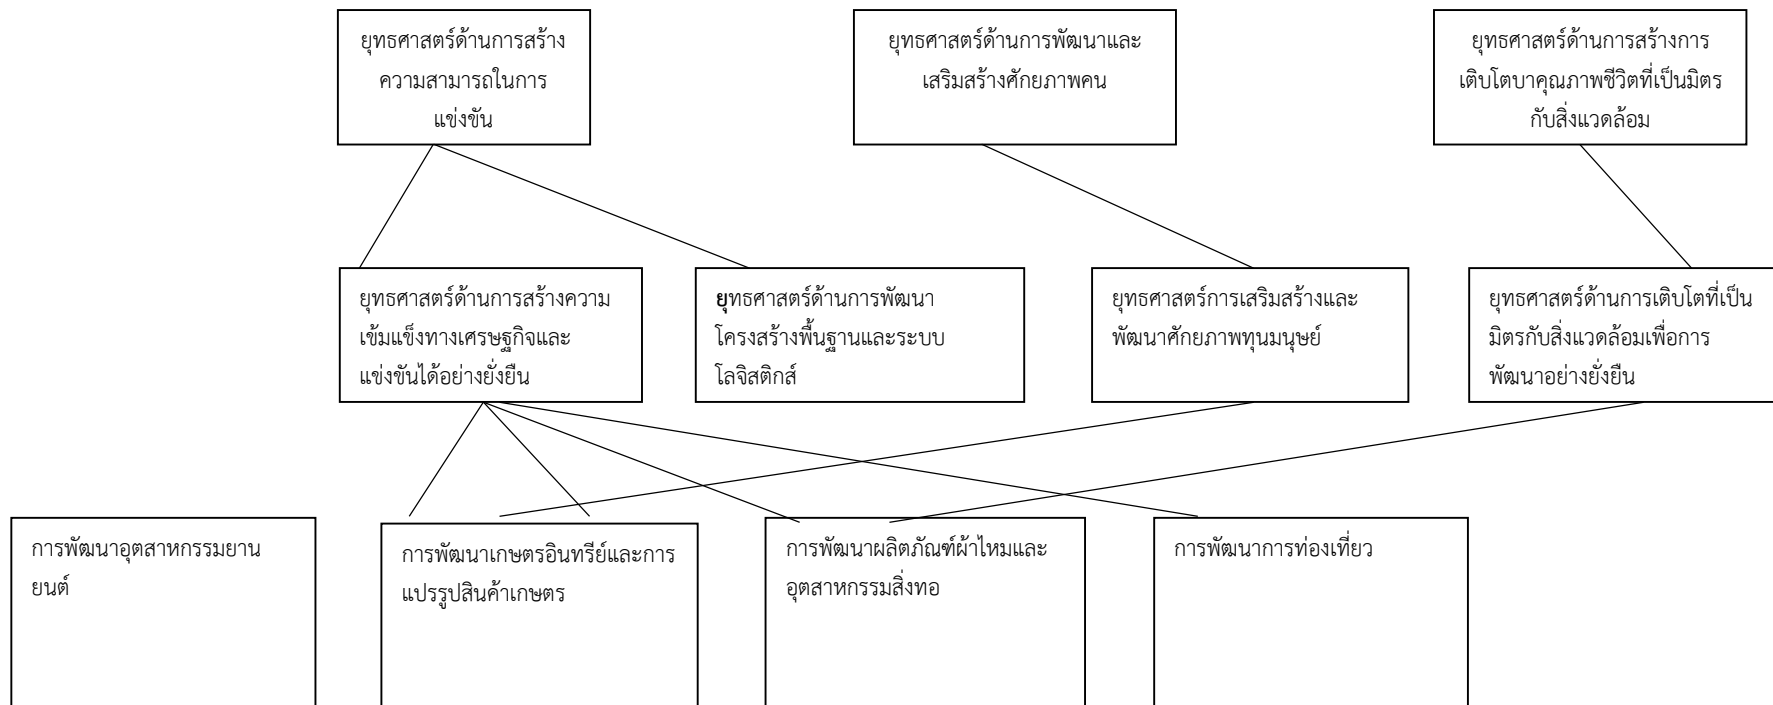 ยุทธศาสตร์ด้านการสร้าง
ความสามารถในการ
แข่งขัน
ยุทธศาสตร์ด้านการพัฒนาและ
เสริมสร้างศักยภาพคน
ยุทธศาสตร์ด้านการสร้างการ
เติบโตบาคุณภาพชีวิตที่เป็นมิตร
กับสิ่งแวดล้อม
ยุทธศาสตร์ด้านการสร้างความ
เข้มแข็งทางเศรษฐกิจและ
แข่งขันได้อย่างยั่งยืน
ยุทธศาสตร์ด้านการพัฒนา
โครงสร้างพื้นฐานและระบบ
โลจิสติกส์
ยุทธศาสตร์การเสริมสร้างและ
พัฒนาศักยภาพทุนมนุษย์
ยุทธศาสตร์ด้านการเติบโตที่เป็น
มิตรกับสิ่งแวดล้อมเพื่อการ
พัฒนาอย่างยั่งยืน
การพัฒนาอุตสาหกรรมยาน
ยนต์
การพัฒนาเกษตรอินทรีย์และการ
แปรรูปสินค้าเกษตร
การพัฒนาผลิตภัณฑ์ผ้าไหมและ
อุตสาหกรรมสิ่งทอ
การพัฒนาการท่องเที่ยว